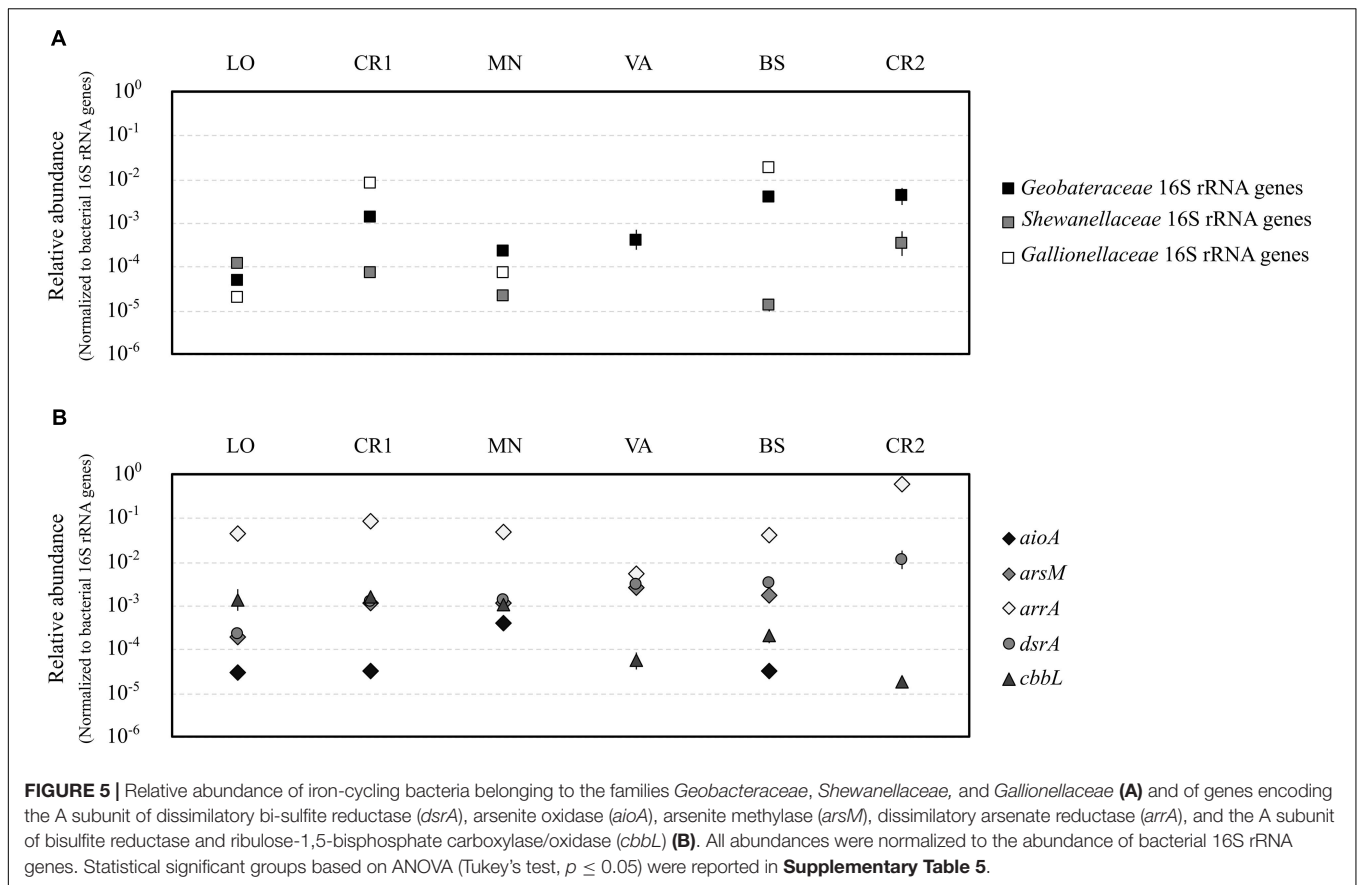 A
LO CR1 MN VA BS CR2
Relative abundance
(Normalized to bacterial 16S rRNA genes)
10^0
10^-1
10^-2
10^-3
10^-4
10^-5
10^-6
Geobateraceae 16S rRNA genes
Shewanellaceae 16S rRNA genes
Gallionellaceae 16S rRNA genes
B
LO CR1 MN VA BS CR2
Relative abundance
(Normalized to bacterial 16S rRNA genes)
10^0
10^-1
10^-2
10^-3
10^-4
10^-5
10^-6
aioA
arsM
arrA
dsrA
cbbL
FIGURE 5 | Relative abundance of iron-cycling bacteria belonging to the families Geobacteraceae, Shewanellaceae, and Gallionellaceae (A) and of genes encoding
the A subunit of dissimilatory bi-sulfite reductase (dsrA), arsenite oxidase (aioA), arsenite methylase (arsM), dissimilatory arsenate reductase (arrA), and the A subunit
of bisulfite reductase and ribulose-1,5-bisphosphate carboxylase/oxidase (cbbL) (B). All abundances were normalized to the abundance of bacterial 16S rRNA
genes. Statistical significant groups based on ANOVA (Tukey's test, p ≤ 0.05) were reported in Supplementary Table 5.